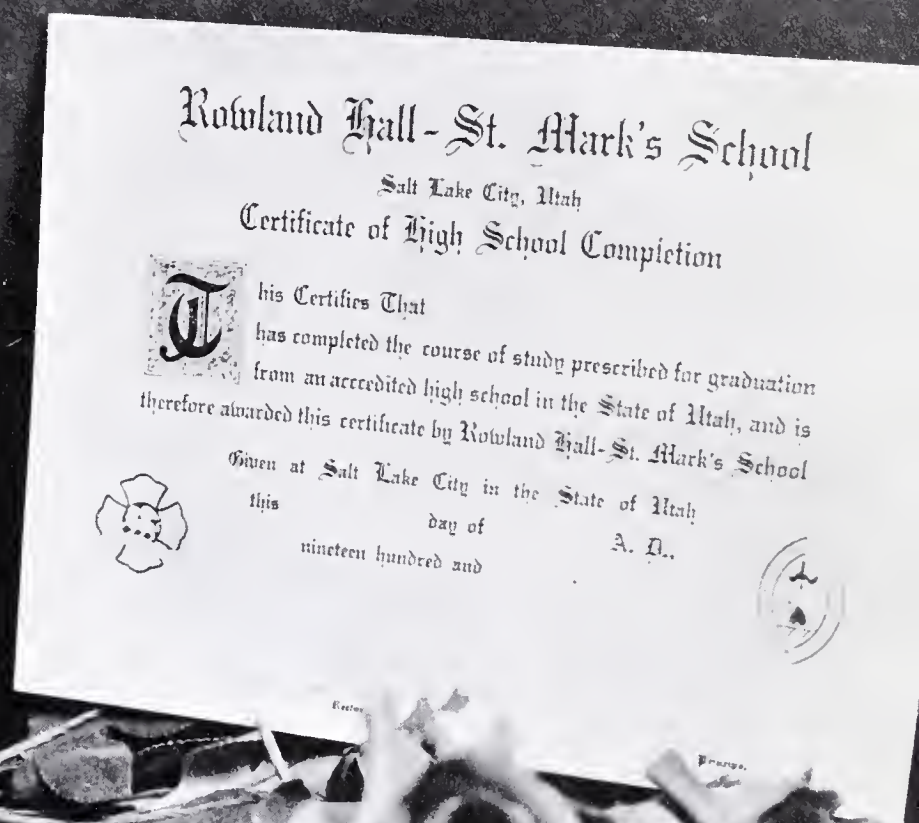 Rowland Hall-St. Mark's School
Salt Lake City, Utah
Certificate of High School Completion
This Certifies That
has completed the course of study prescribed for graduation
from an accredited high school in the State of Utah, and is
therefore awarded this certificate by Rowland Hall-St. Mark's School
Given at Salt Lake City in the State of Utah
this day of A. D.,
nineteen hundred and
Rector